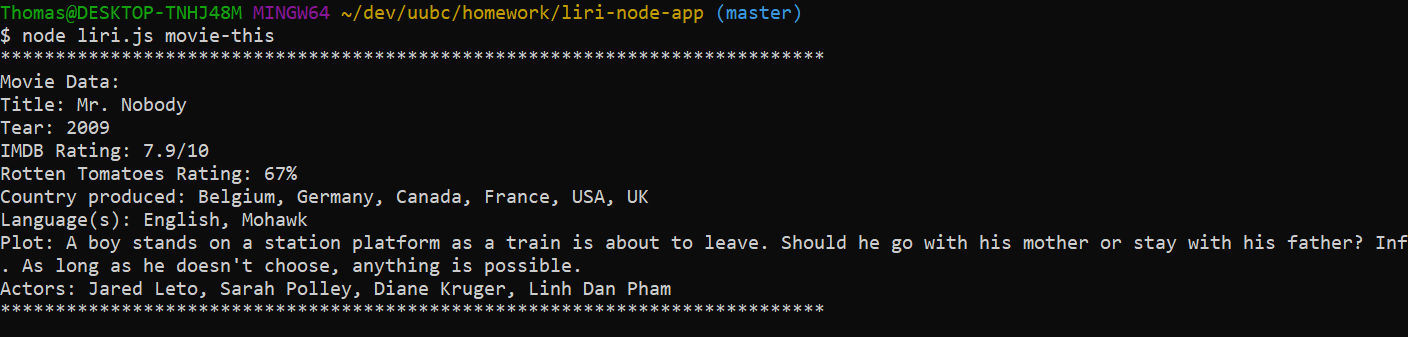 Thomas@DESKTOP-TNHJ48M MINGW64 ~/dev/uubc/homework/liri-node-app (master)
$ node liri.js movie-this
***************************************************************************
Movie Data:
Title: Mr. Nobody
Tear: 2009
IMDB Rating: 7.9/10
Rotten Tomatoes Rating: 67%
Country produced: Belgium, Germany, Canada, France, USA, UK
Language(s): English, Mohawk
Plot: A boy stands on a station platform as a train is about to leave. Should he go with his mother or stay with his father? Inf
. As long as he doesn't choose, anything is possible.
Actors: Jared Leto, Sarah Polley, Diane Kruger, Linh Dan Pham
***************************************************************************